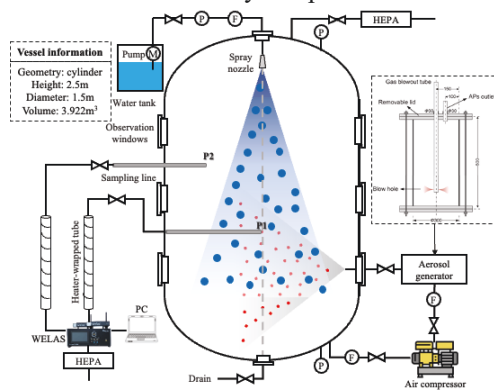 Vessel information
Geometry: cylinder
Height: 2.5m
Diameter: 1.5m
Volume: 3.922m³
Pump
M
Water tank
P
F
Spray
nozzle
HEPA
P
Observation
windows
P2
Sampling line
P1
Heater-wrapped tube
WELAS
PC
HEPA
Drain
P
F
Air compressor
F
Aerosol
generator
Gas blowout tube
Removable lid
APs outlet
Blow hole